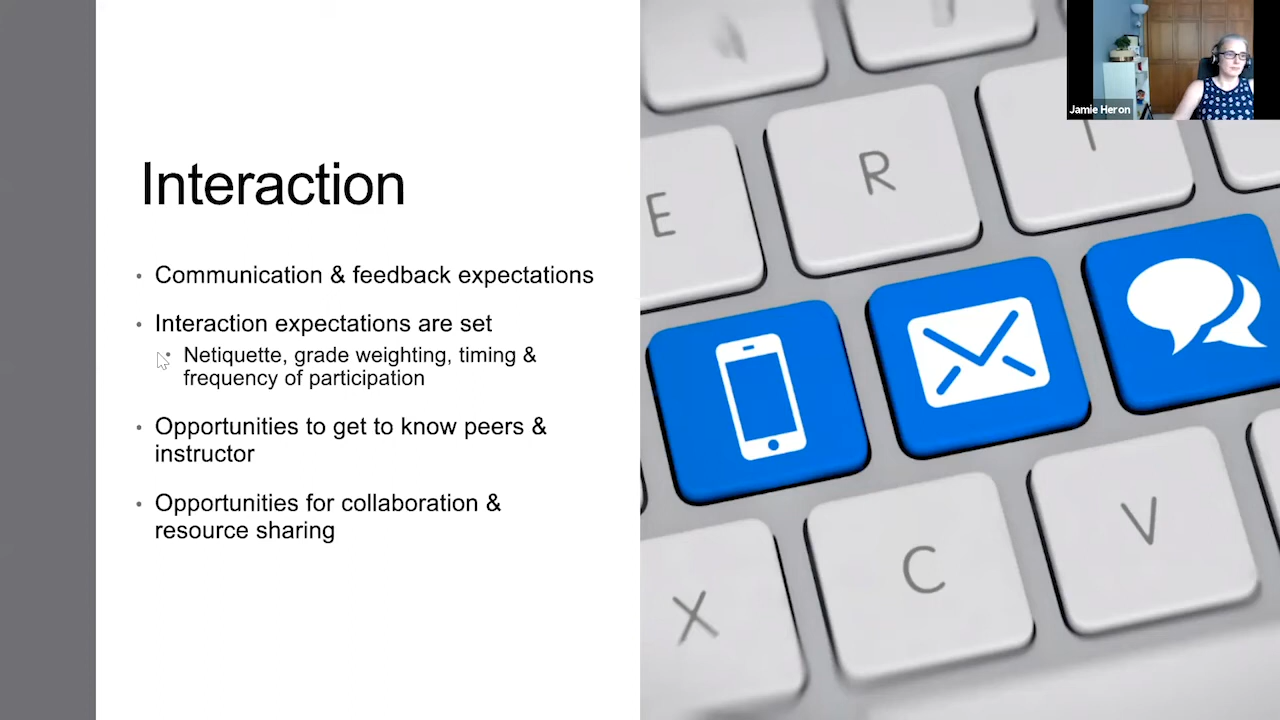 Interaction
Communication & feedback expectations
Interaction expectations are set
Netiquette, grade weighting, timing &
frequency of participation
Opportunities to get to know peers &
instructor
Opportunities for collaboration &
resource sharing
Jamie Heron
E
R
X
C
V